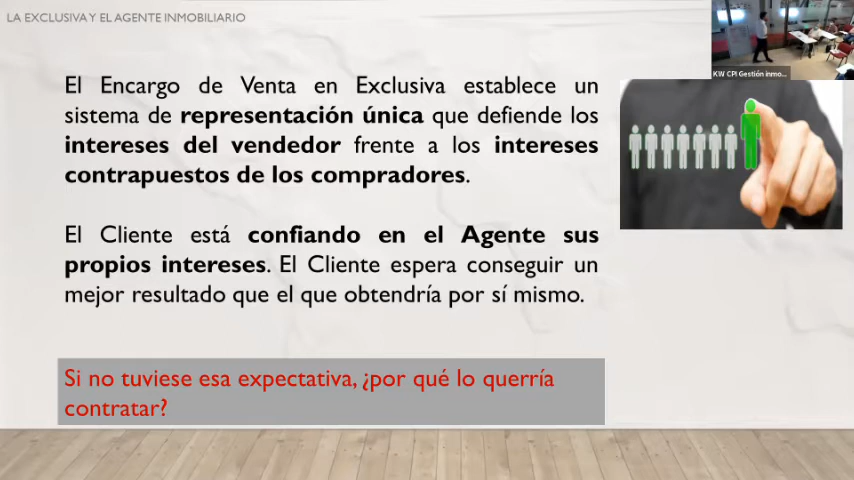 LA EXCLUSIVA Y EL AGENTE INMOBILIARIO
KW CPI Gestión inmo...
El Encargo de Venta en Exclusiva establece un
sistema de representación única que defiende los
intereses del vendedor frente a los intereses
contrapuestos de los compradores.
El Cliente está confiando en el Agente sus
propios intereses. El Cliente espera conseguir un
mejor resultado que el que obtendría por sí mismo.
Si no tuviese esa expectativa, ¿por qué lo querría
contratar?